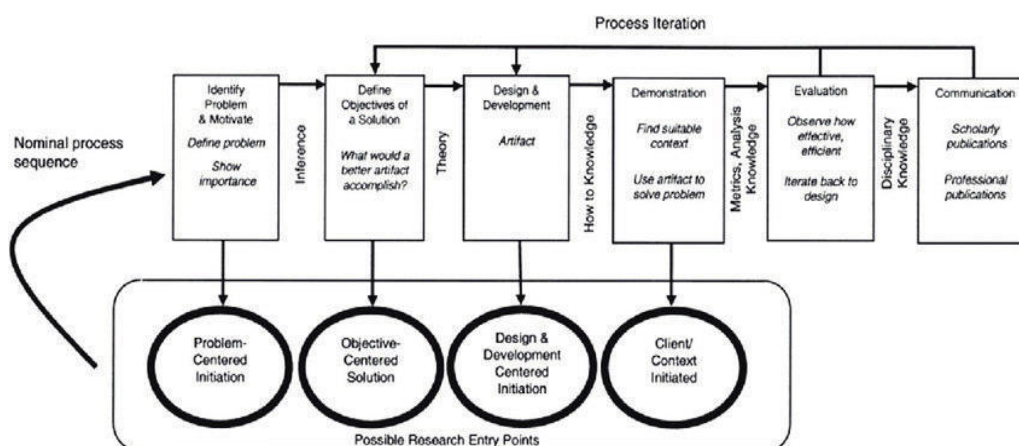 Process Iteration
Nominal process
sequence
Identify
Problem
& Motivate
Define problem
Show
importance
Inference
Define
Objectives of
a Solution
What would a
better artifact
accomplish?
Theory
Design &
Development
Artifact
How to Knowledge
Demonstration
Find suitable
context
Use artifact to
solve problem
Metrics, Analysis
Knowledge
Evaluation
Observe how
effective,
efficient
Iterate back to
design
Disciplinary
Knowledge
Communication
Scholarly
publications
Professional
publications
Problem-
Centered
Initiation
Objective-
Centered
Solution
Design &
Development
Centered
Initiation
Client/
Context
Initiated
Possible Research Entry Points